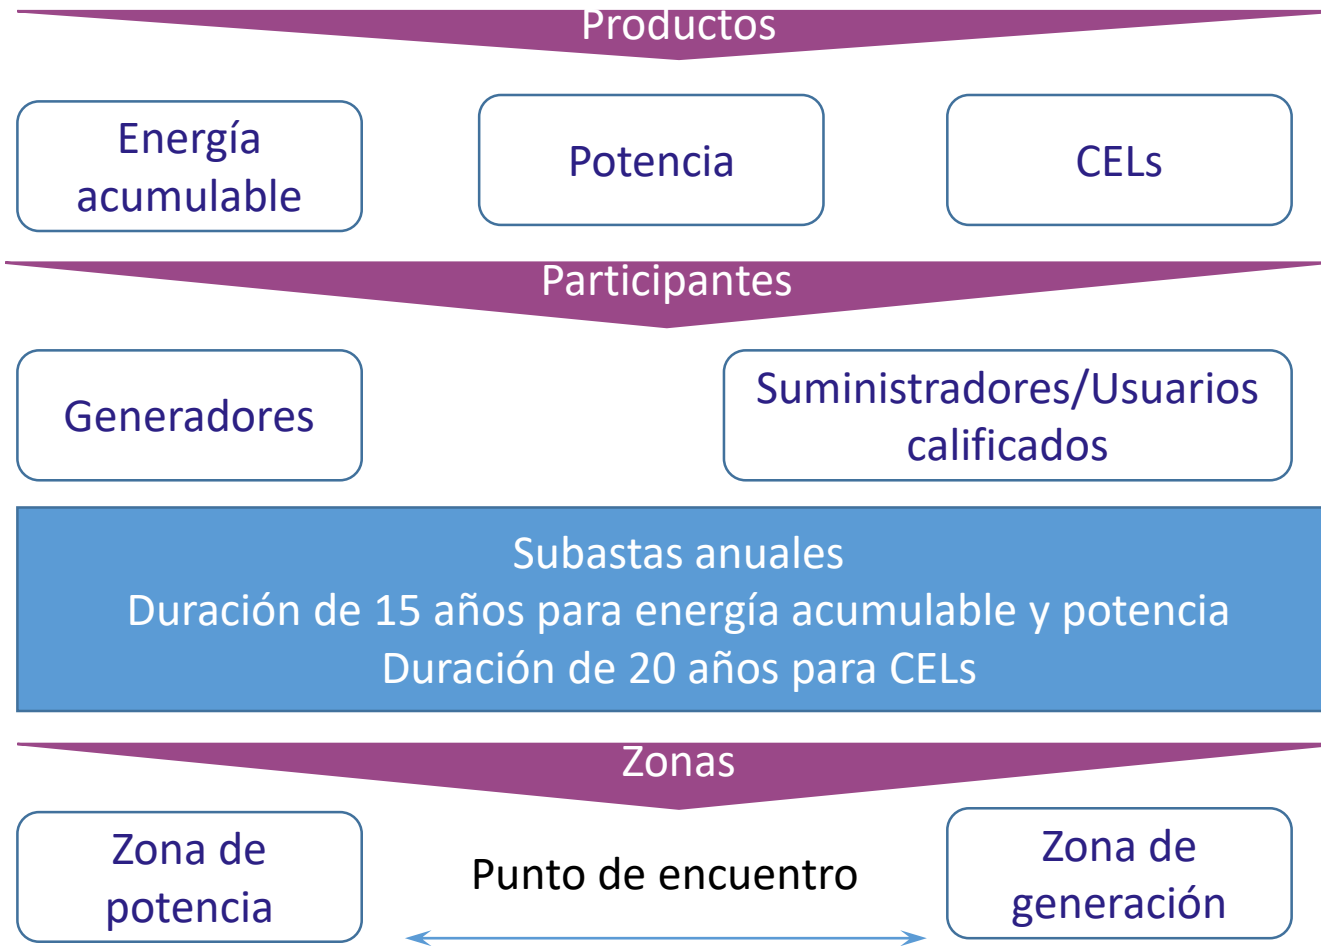 Productos
Energía
acumulable
Potencia
CELs
Participantes
Generadores
Suministradores/Usuarios
calificados
Subastas anuales
Duración de 15 años para energía acumulable y potencia
Duración de 20 años para CELs
Zonas
Zona de
potencia
Punto de encuentro
Zona de
generación